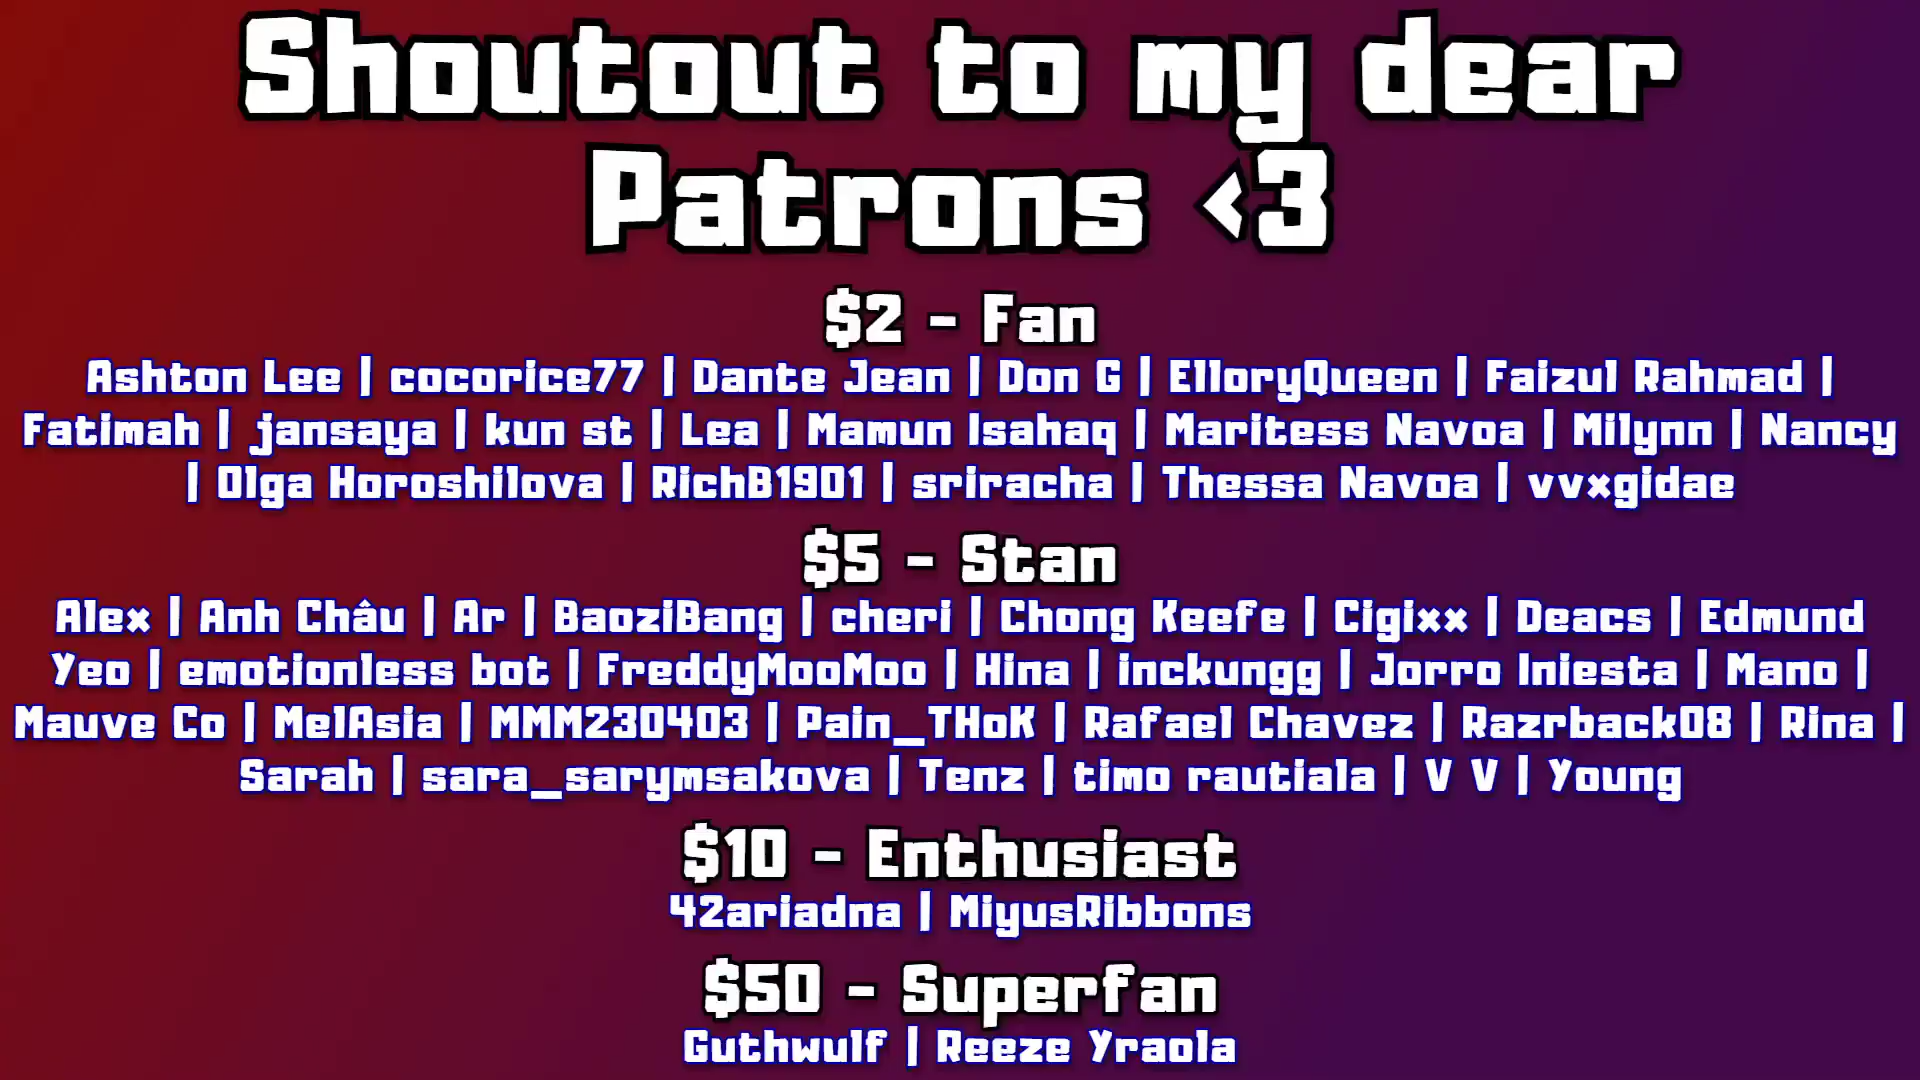 Shoutout to my dear
Patrons <3
$2 - Fan
Ashton Lee | cocorice77 | Dante Jean | Don G | ElloryQueen | Faizul Rahmad |
Fatimah | jansaya | kun st | Lea | Mamun Isahaq | Maritess Navoa | Milynn | Nancy
| Olga Horoshilova | RichB1901 | sriracha | Thessa Navoa | vvxgidae
$5 - Stan
Alex | Anh Châu | Ar | BaoziBang | cheri | Chong Keefe | Cigixx | Deacs | Edmund
Yeo | emotionless bot | FreddyMooMoo | Hina | inckungg | Jorro Iniesta | Mano |
Mauve Co | MelAsia | MMM230403 | Pain_THoK | Rafael Chavez | Razrback08 | Rina |
Sarah | sara_sarymsakova | Tenz | timo rautiala | V V | Young
$10 - Enthusiast
42ariadna | MiyusRibbons
$50 - Superfan
Guthwulf | Reeze Yraola